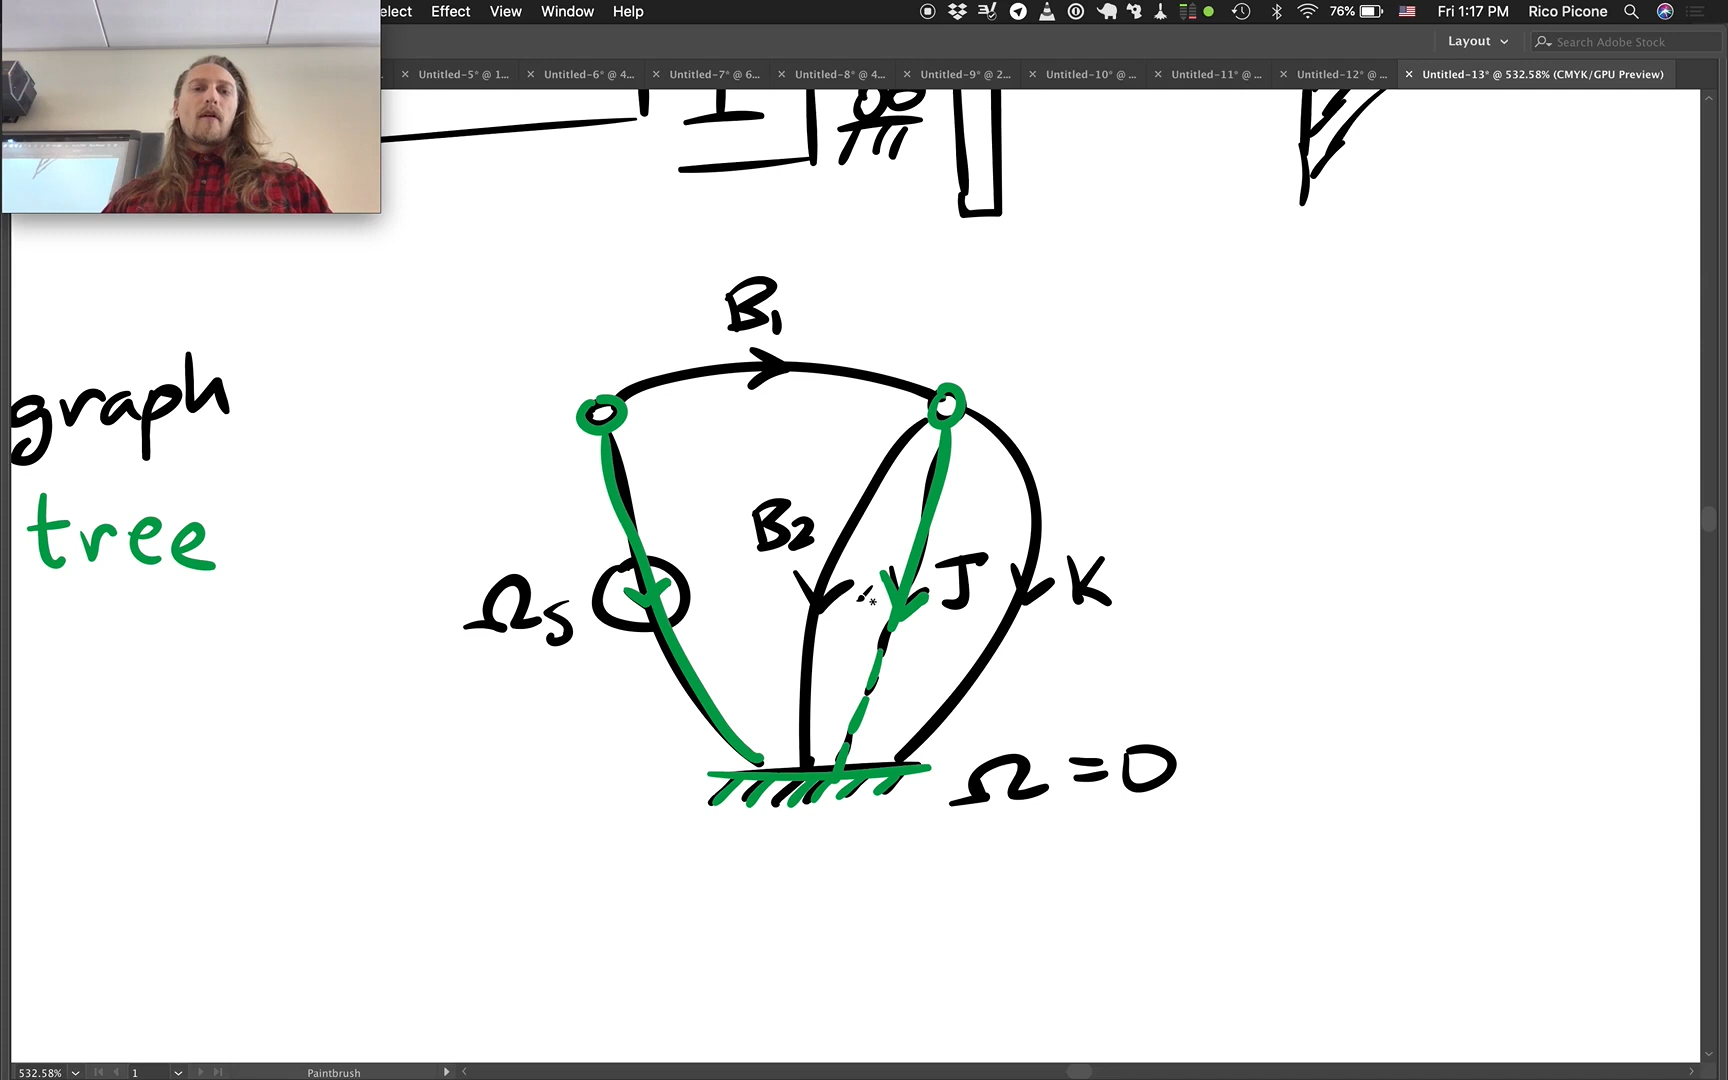 elect Effect View Window Help 76% Fri 1:17 PM Rico Picone
Layout Search Adobe Stock
× Untitled-5* @ 1... × Untitled-6* @ 4... × Untitled-7* @ 6... × Untitled-8* @ 4... × Untitled-9* @ 2... × Untitled-10* @ ... × Untitled-11* @ ... × Untitled-12* @ ... × Untitled-13* @ 532.58% (CMYK/GPU Preview)
B₁
graph
tree
B₂
J
K
Ωs
Ω = 0
532.58% 1 Paintbrush